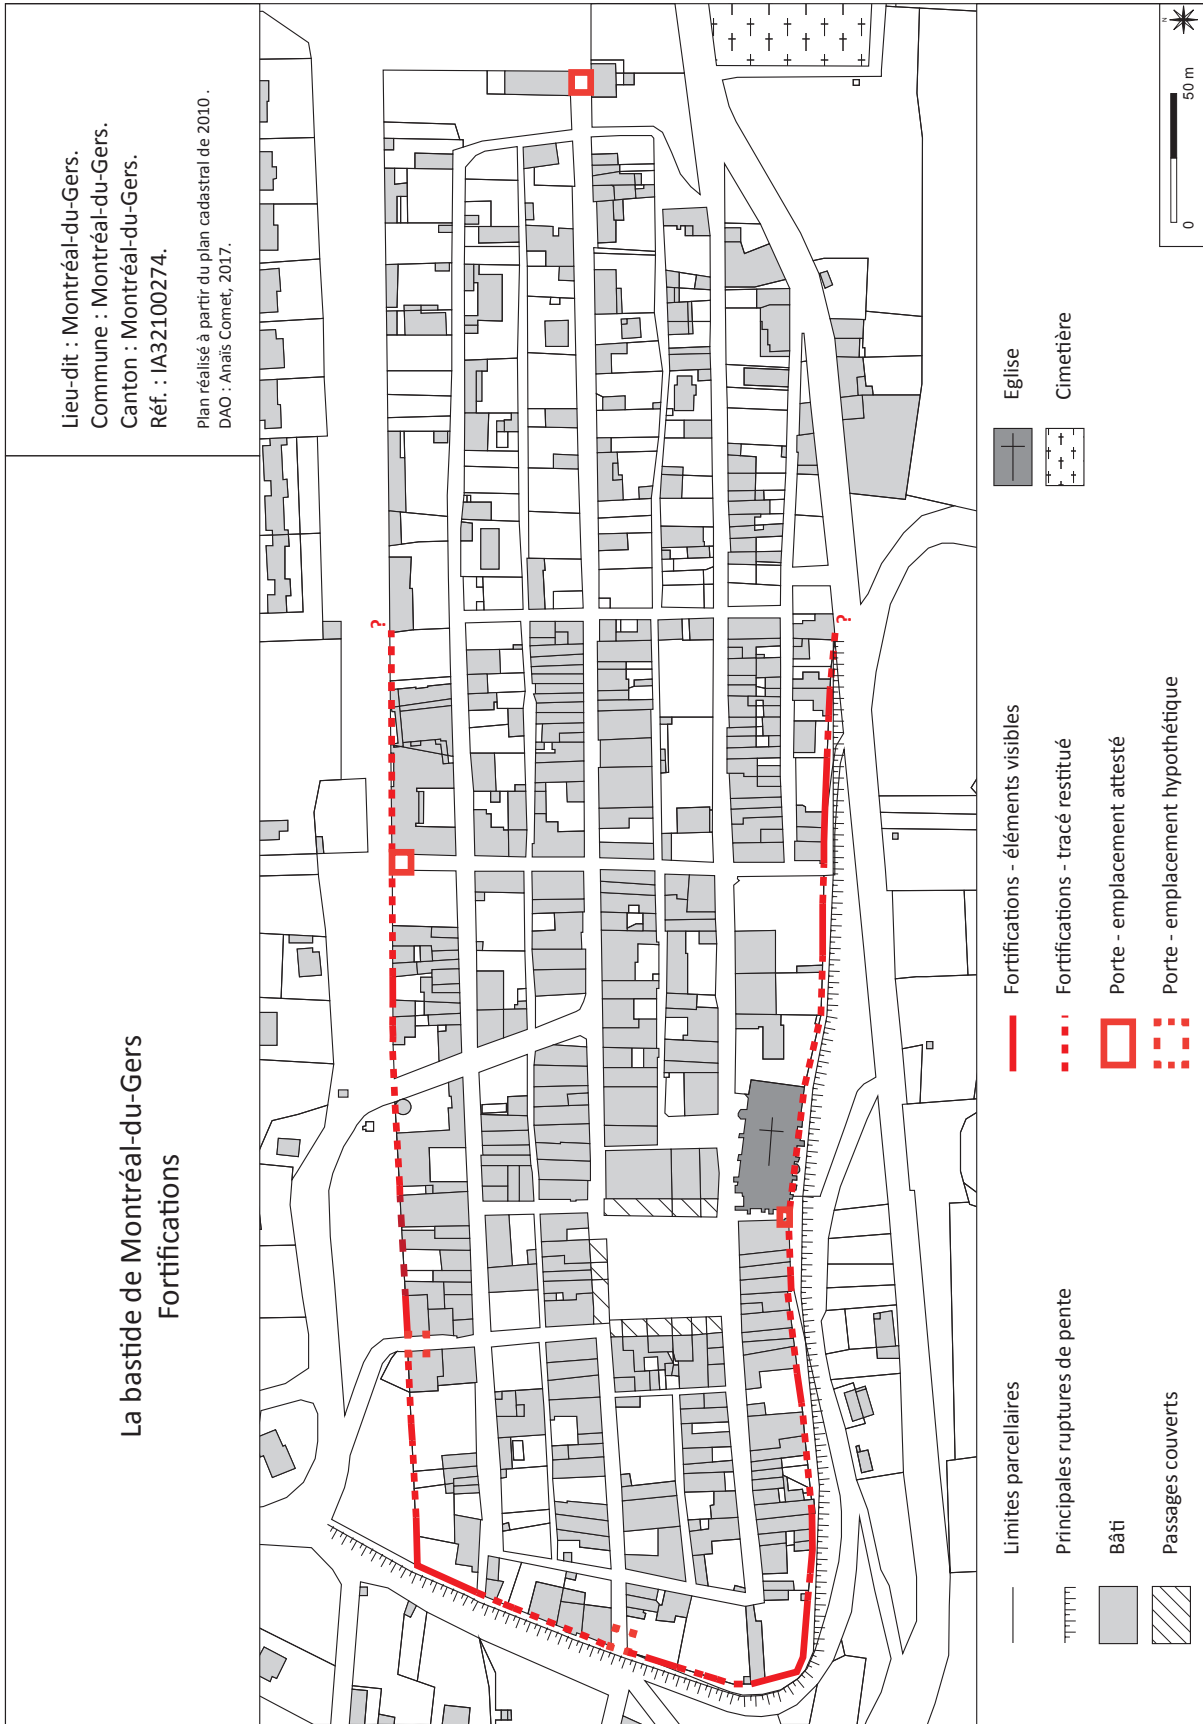 La bastide de Montréal-du-Gers
Fortifications
Lieu-dit : Montréal-du-Gers.
Commune : Montréal-du-Gers.
Canton : Montréal-du-Gers.
Réf. : IA32100274.
Plan réalisé à partir du plan cadastral de 2010 .
DAO : Anaïs Comet, 2017.
?
?
Limites parcellaires
Principales ruptures de pente
Bâti
Passages couverts
Fortifications - éléments visibles
Fortifications - tracé restitué
Porte - emplacement attesté
Porte - emplacement hypothétique
Eglise
Cimetière
N
0 50 m